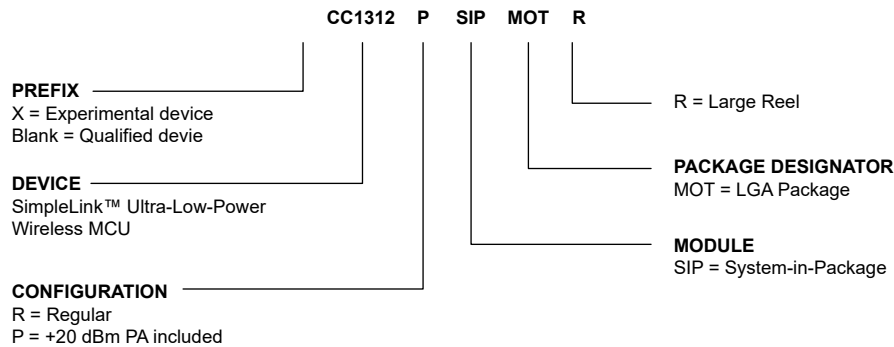 CC1312 P SIP MOT R
PREFIX
X = Experimental device
Blank = Qualified devie
DEVICE
SimpleLink™ Ultra-Low-Power
Wireless MCU
CONFIGURATION
R = Regular
P = +20 dBm PA included
R = Large Reel
PACKAGE DESIGNATOR
MOT = LGA Package
MODULE
SIP = System-in-Package